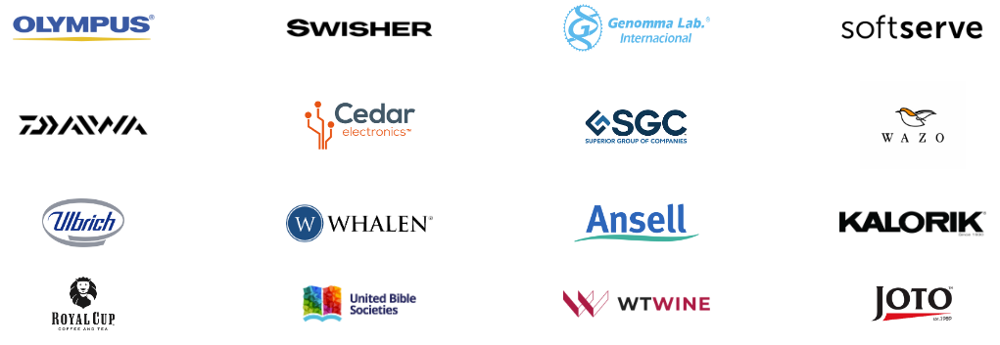 OLYMPUS®
SWISHER
Genomma Lab.®
Internacional
softserve
DAIWA
Cedar
electronics™
SGC
SUPERIOR GROUP OF COMPANIES
WAZO
Ulbrich
W WHALEN®
Ansell
KALORIK®
Since 1930
ROYAL CUP
COFFEE AND TEA
United Bible
Societies
WTWINE
JOTO™
EST.1989